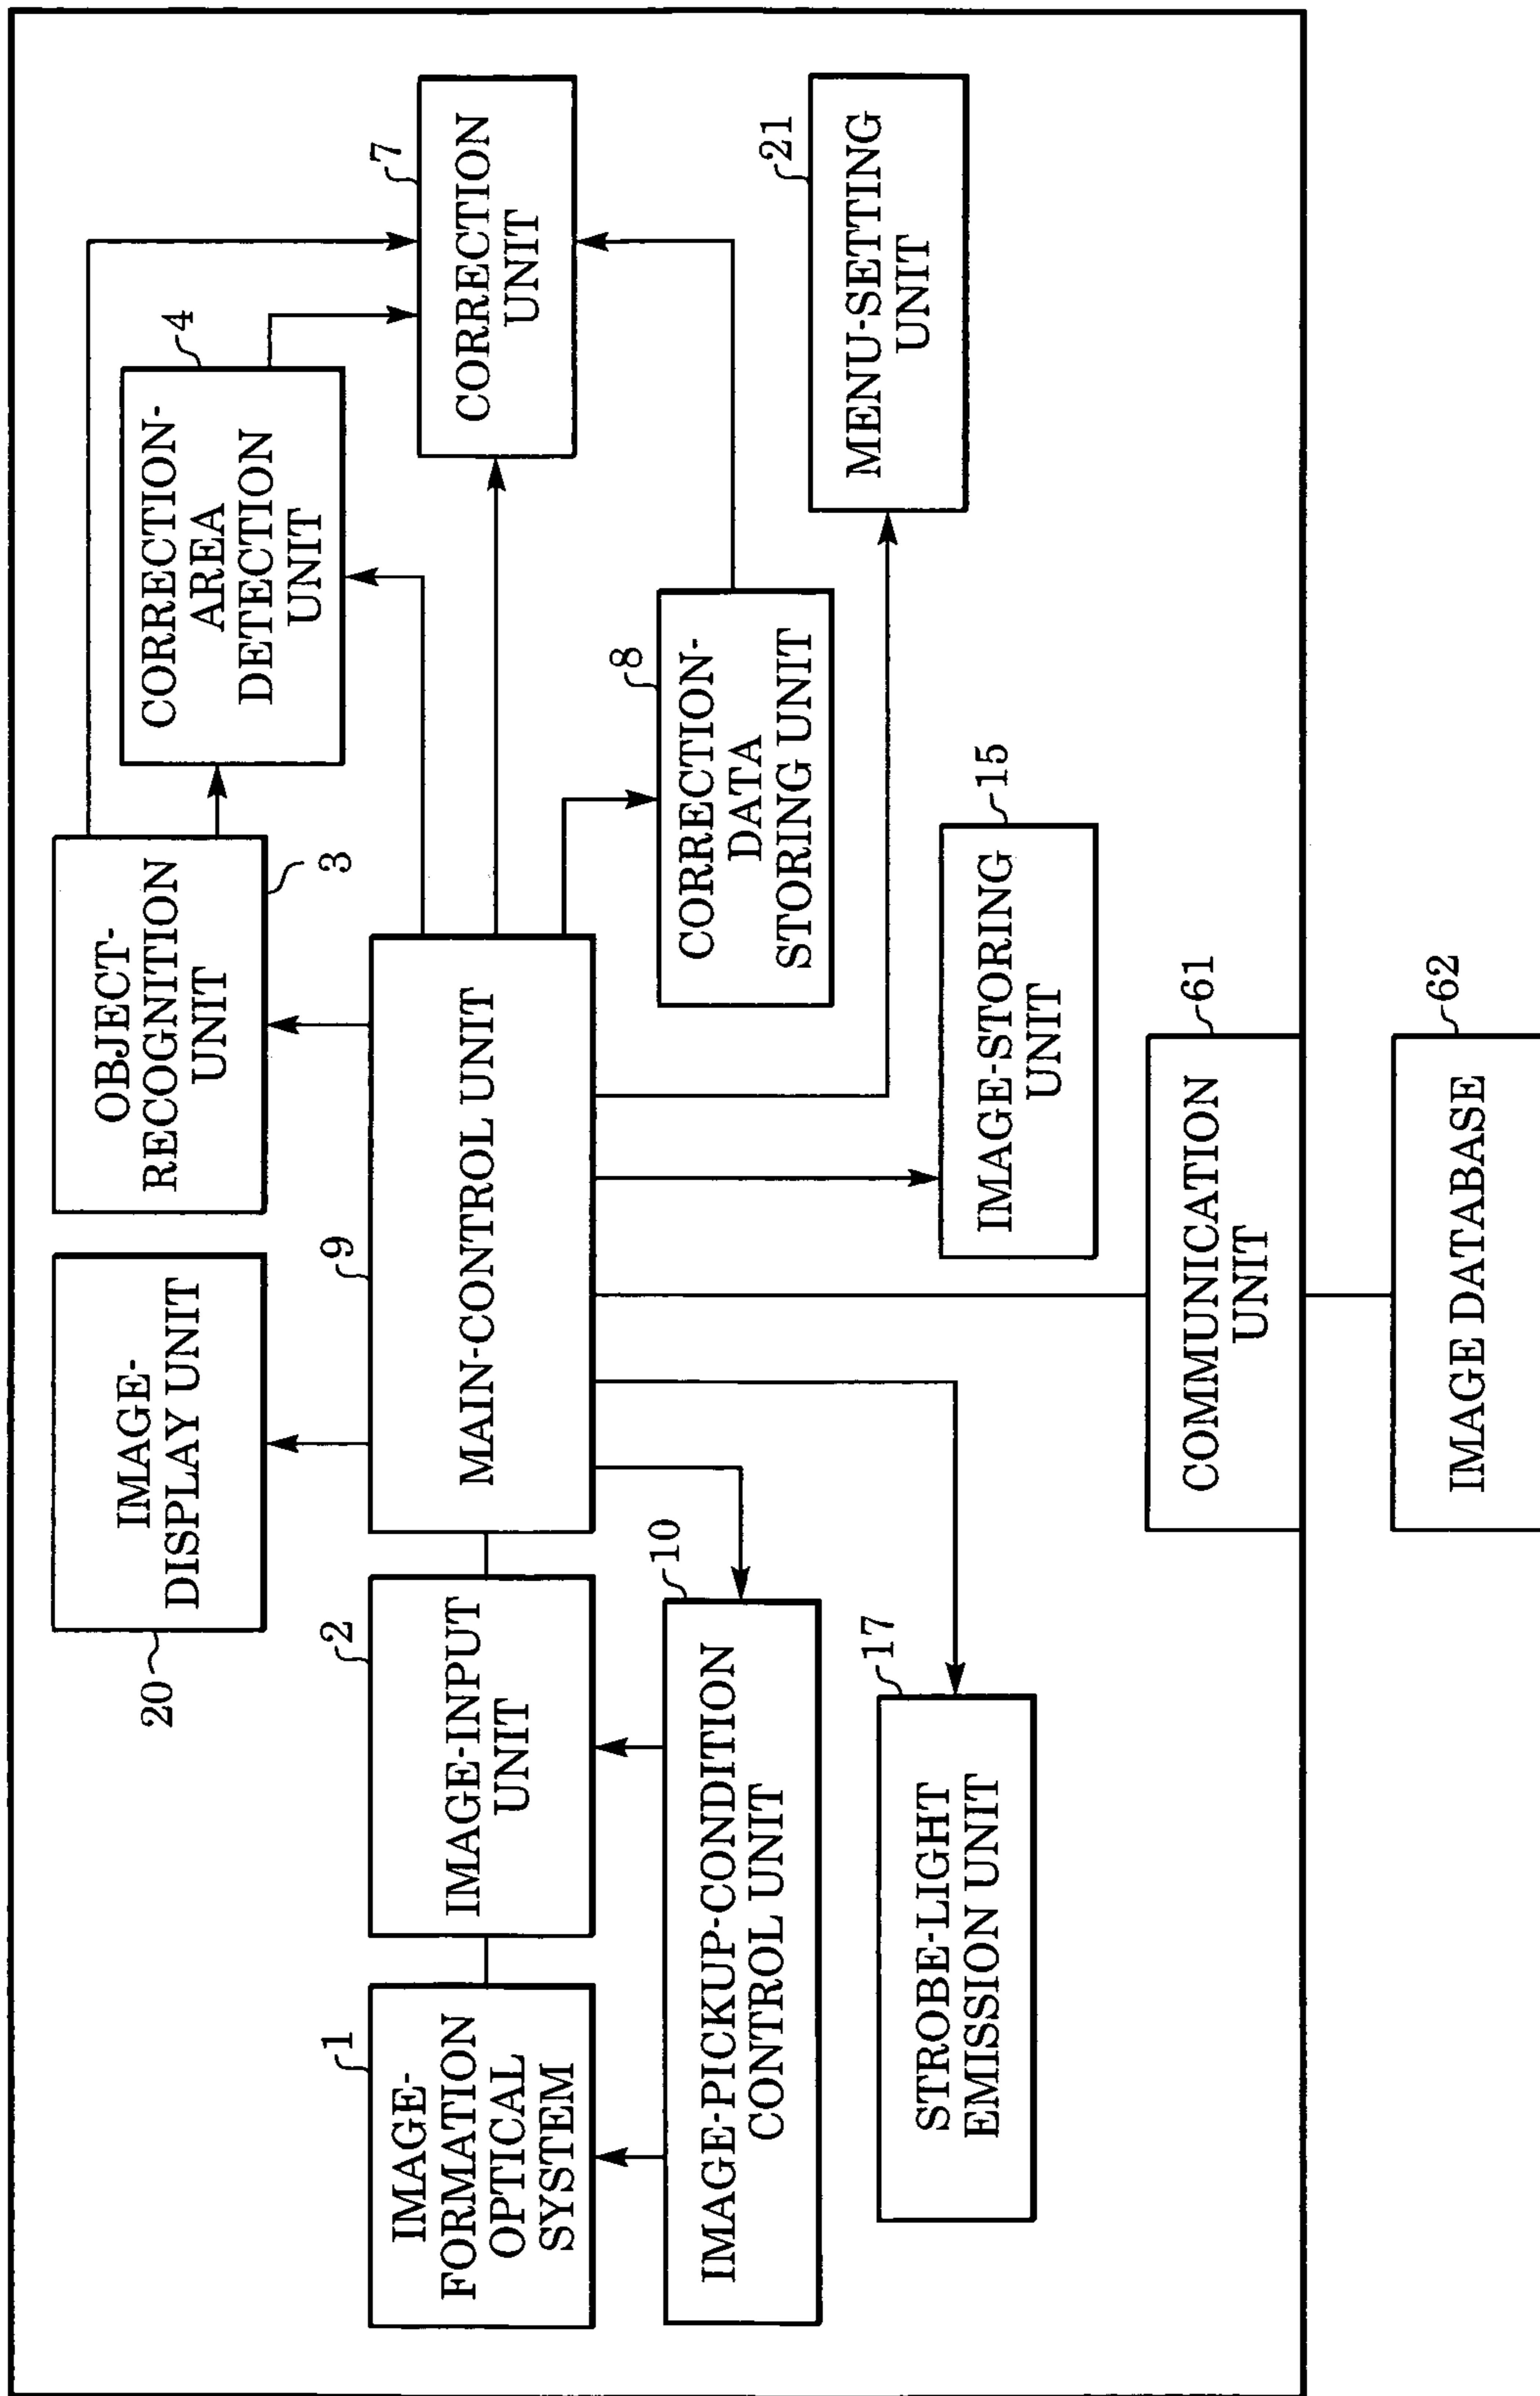 20
IMAGE-
DISPLAY UNIT
OBJECT-
RECOGNITION
UNIT
3
CORRECTION-
AREA
DETECTION
UNIT
4
1
IMAGE-
FORMATION
OPTICAL
SYSTEM
2
IMAGE-INPUT
UNIT
9
MAIN-CONTROL UNIT
7
CORRECTION
UNIT
10
IMAGE-PICKUP-CONDITION
CONTROL UNIT
8
CORRECTION-
DATA
STORING UNIT
21
MENU-SETTING
UNIT
17
STROBE-LIGHT
EMISSION UNIT
IMAGE-STORING
UNIT
15
COMMUNICATION
UNIT
61
IMAGE DATABASE
62